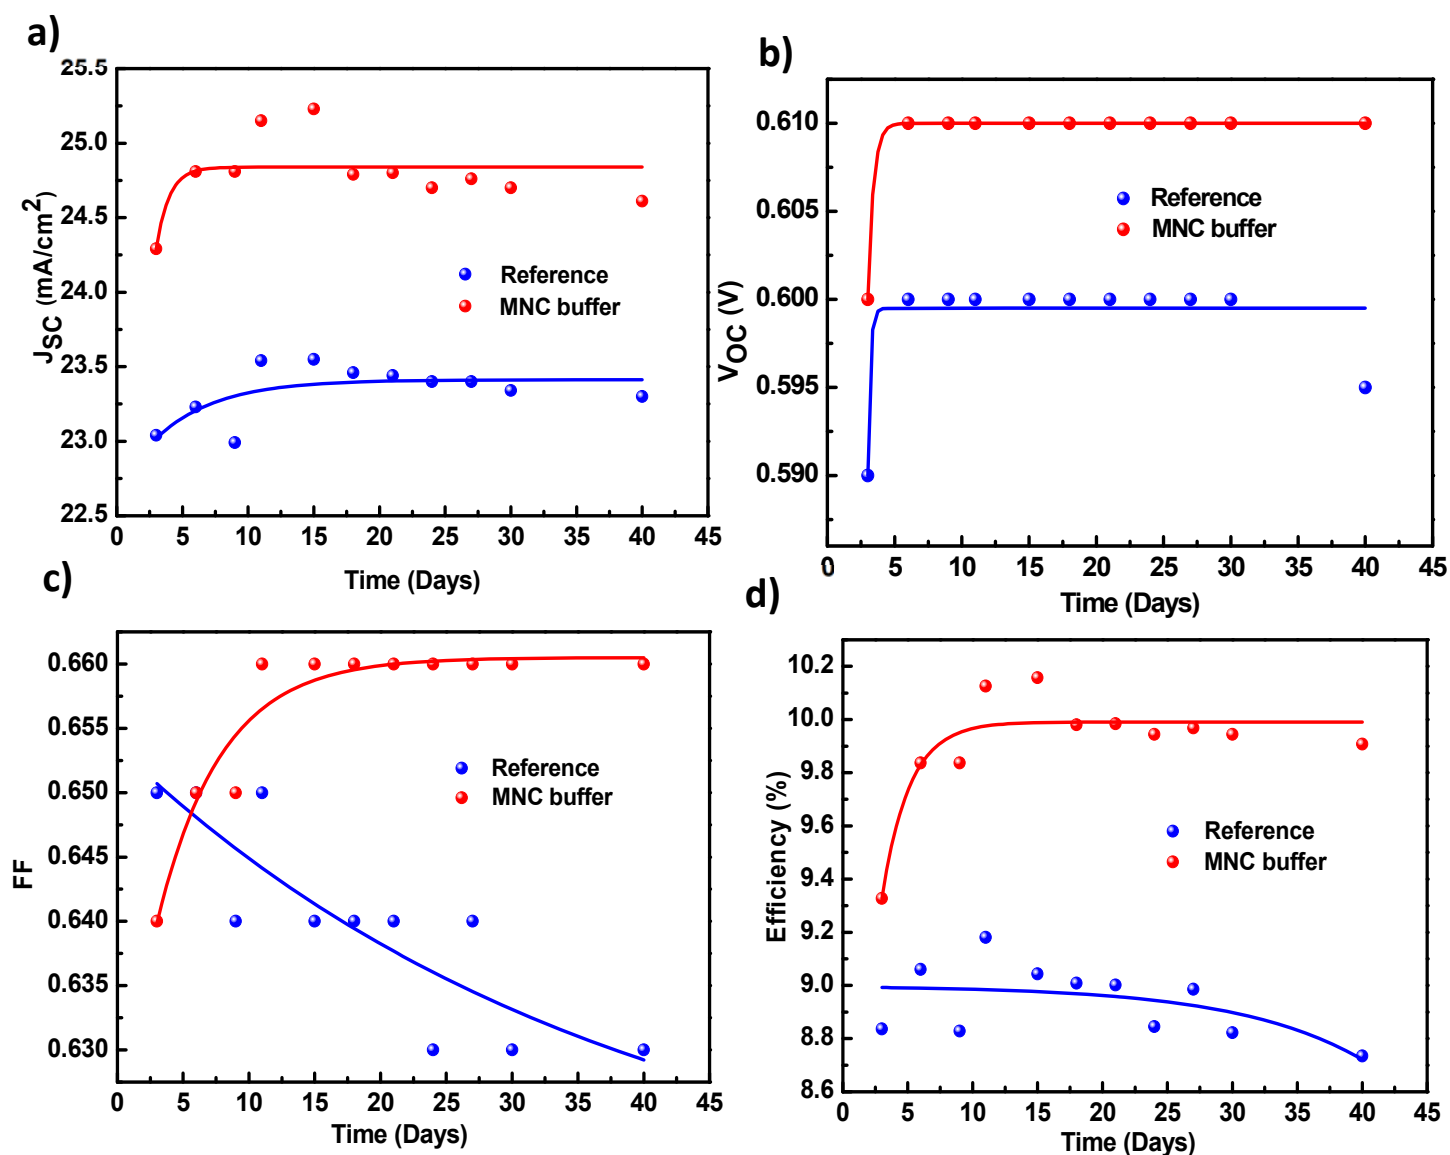 a)
25.5
25.0
24.5
24.0
23.5
23.0
22.5
J_SC (mA/cm²)
Reference
MNC buffer
0 5 10 15 20 25 30 35 40 45
Time (Days)
b)
0.610
0.605
0.600
0.595
0.590
V_OC (V)
Reference
MNC buffer
0 5 10 15 20 25 30 35 40 45
Time (Days)
c)
0.660
0.655
0.650
0.645
0.640
0.635
0.630
FF
Reference
MNC buffer
0 5 10 15 20 25 30 35 40 45
Time (Days)
d)
10.2
10.0
9.8
9.6
9.4
9.2
9.0
8.8
8.6
Efficiency (%)
Reference
MNC buffer
0 5 10 15 20 25 30 35 40 45
Time (Days)